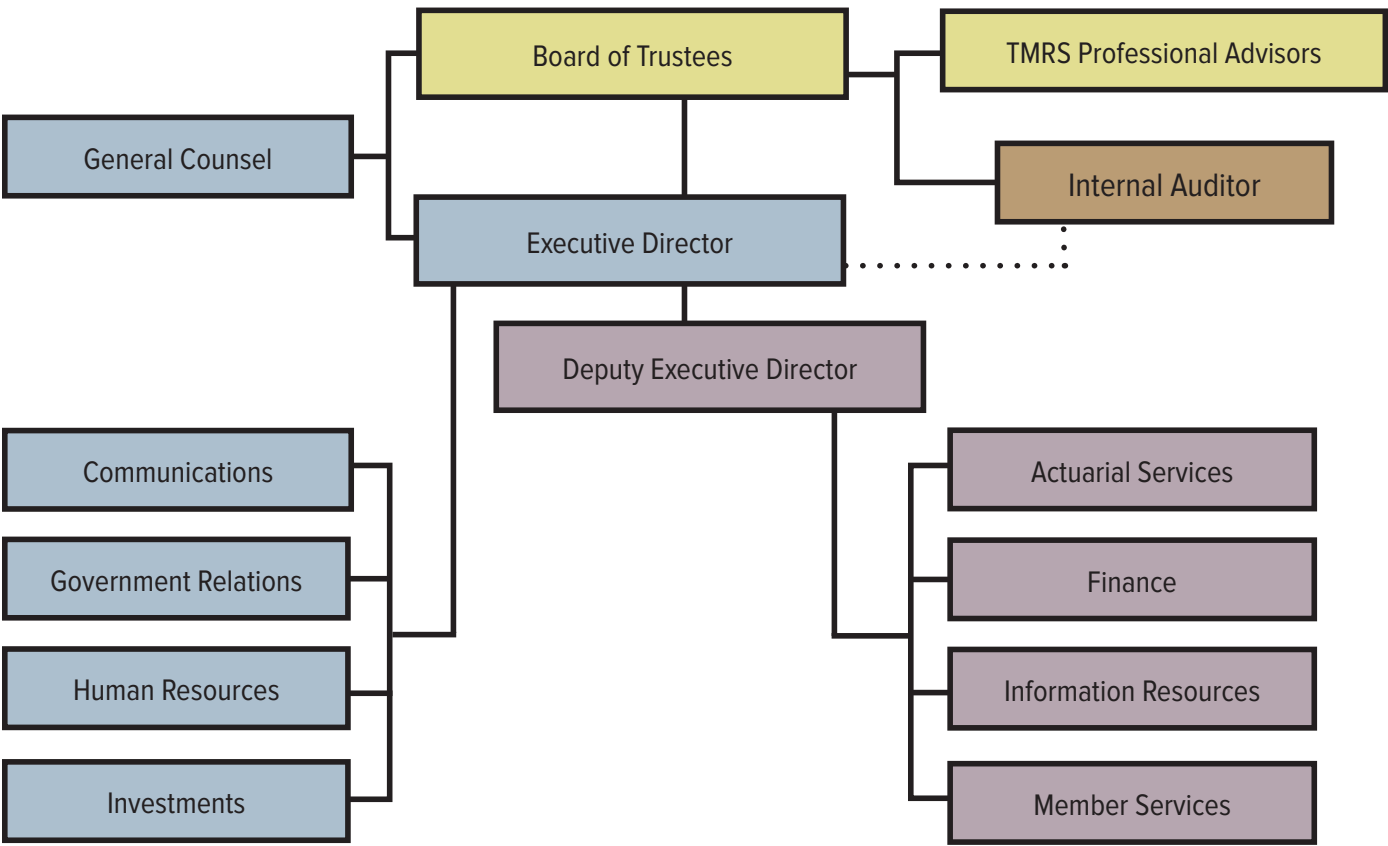 Board of Trustees
TMRS Professional Advisors
General Counsel
Internal Auditor
Executive Director
Deputy Executive Director
Communications
Government Relations
Human Resources
Investments
Actuarial Services
Finance
Information Resources
Member Services